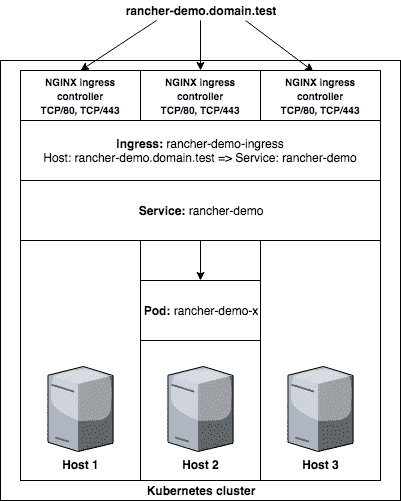 rancher-demo.domain.test
NGINX ingress
controller
TCP/80, TCP/443
NGINX ingress
controller
TCP/80, TCP/443
NGINX ingress
controller
TCP/80, TCP/443
Ingress: rancher-demo-ingress
Host: rancher-demo.domain.test => Service: rancher-demo
Service: rancher-demo
Pod: rancher-demo-x
Host 1
Host 2
Host 3
Kubernetes cluster